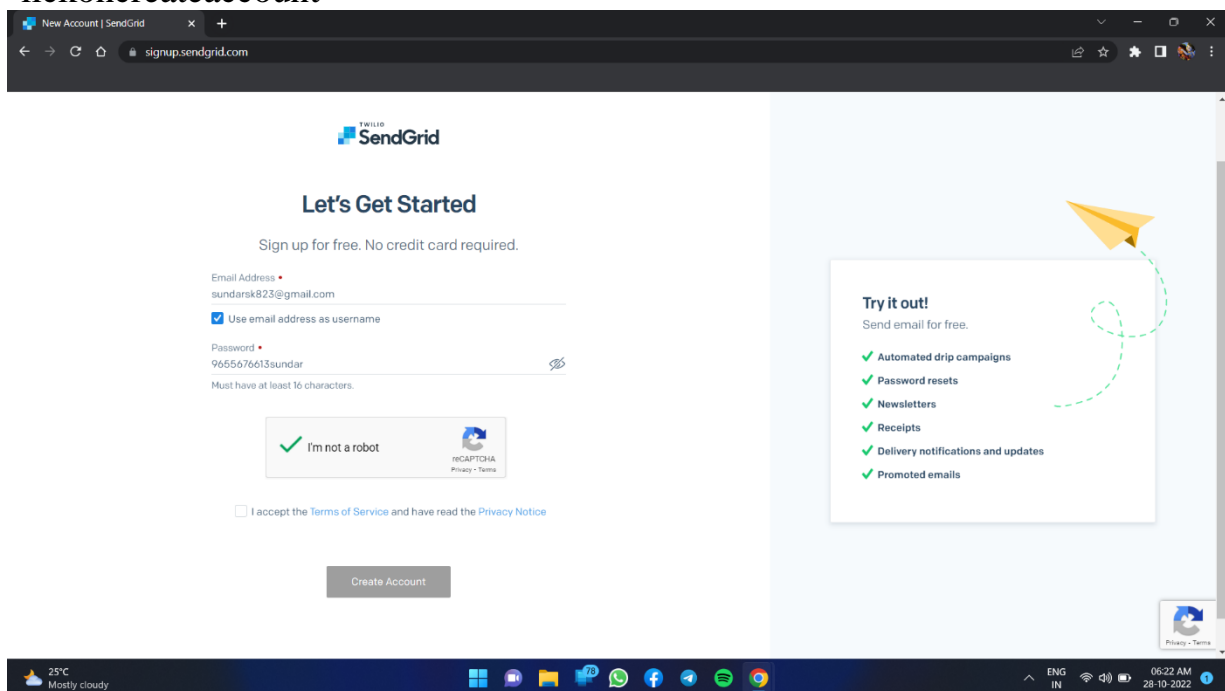 New Account | SendGrid
signup.sendgrid.com
TWILIO
SendGrid
Let's Get Started
Sign up for free. No credit card required.
Email Address
sundarsk823@gmail.com
Use email address as username
Password
9655676613sundar
Must have at least 16 characters.
I'm not a robot
reCAPTCHA
Privacy - Terms
I accept the Terms of Service and have read the Privacy Notice
Create Account
Try it out!
Send email for free.
Automated drip campaigns
Password resets
Newsletters
Receipts
Delivery notifications and updates
Promoted emails
Privacy - Terms
25°C
Mostly cloudy
78
ENG
IN
06:22 AM
28-10-2022
1